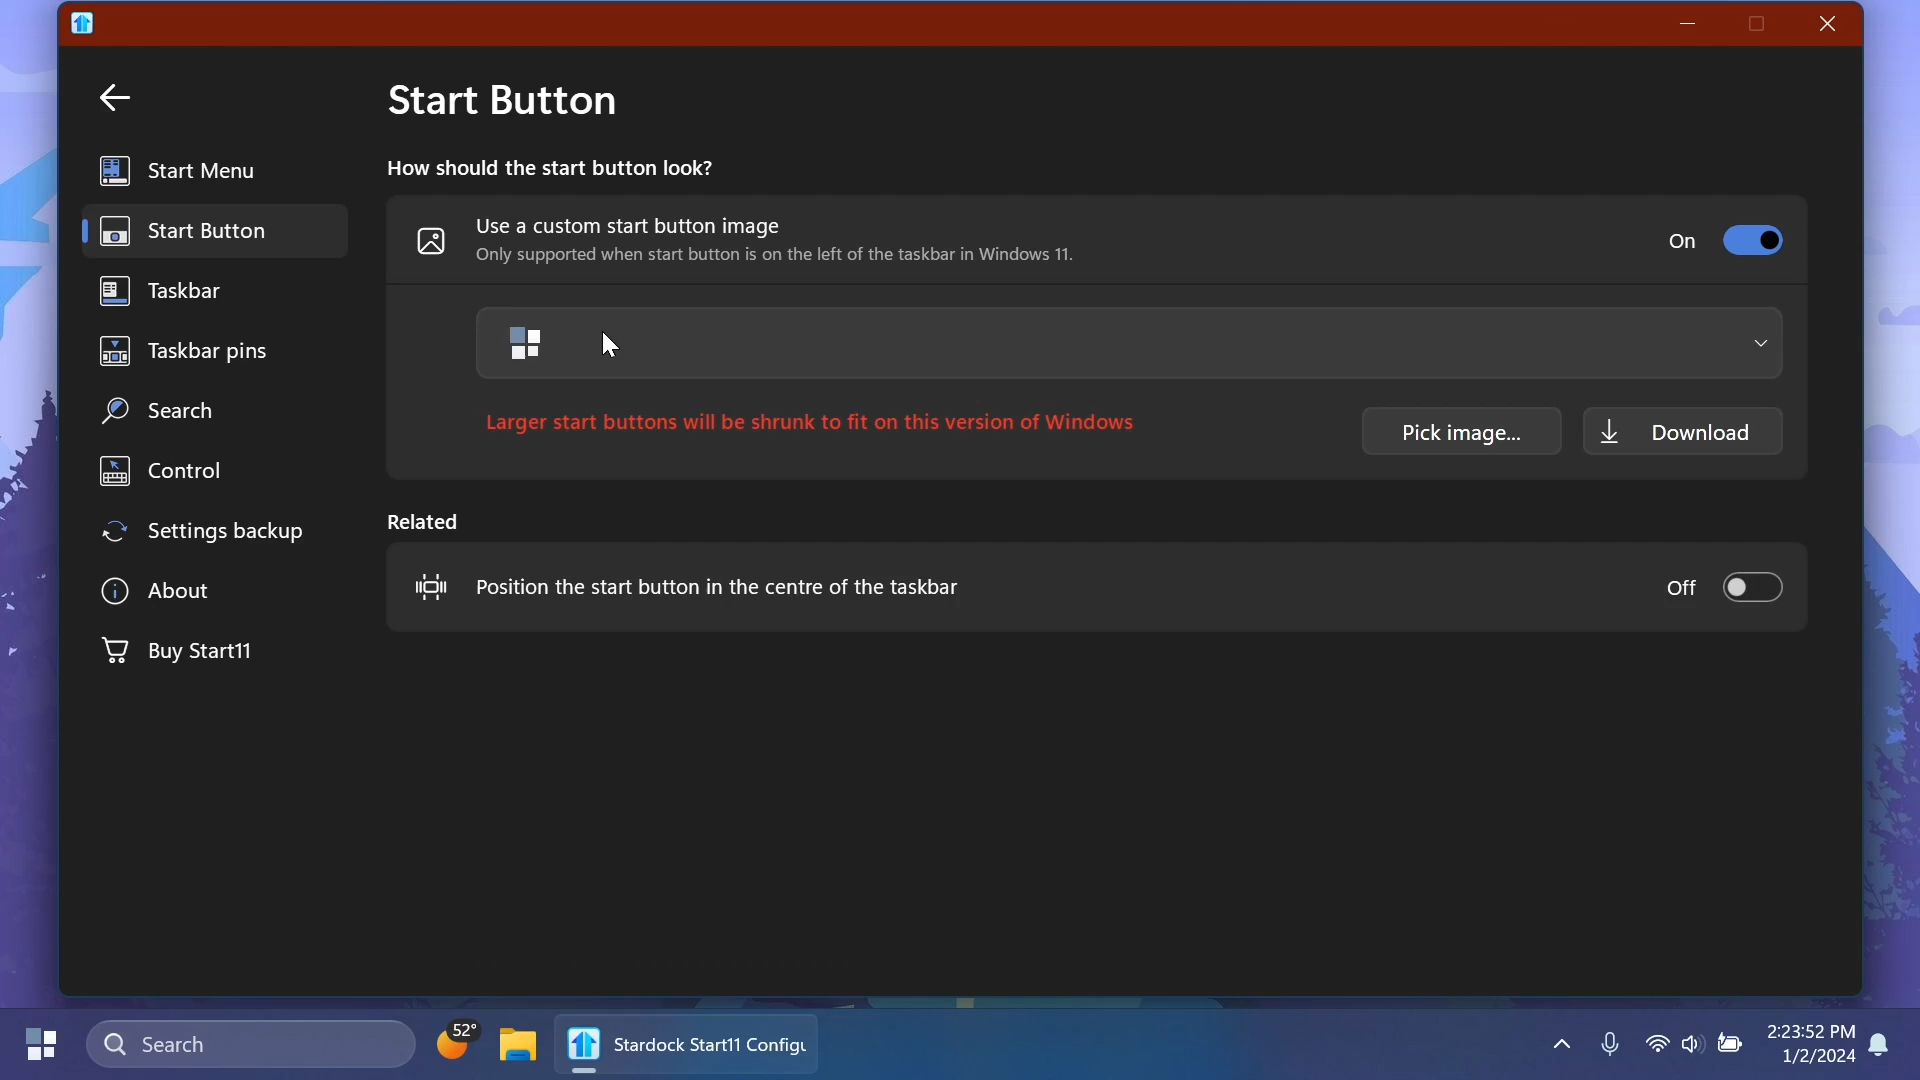 Start Button
Start Menu
Start Button
Taskbar
Taskbar pins
Search
Control
Settings backup
About
Buy Start11
How should the start button look?
Use a custom start button image
Only supported when start button is on the left of the taskbar in Windows 11.
On
Larger start buttons will be shrunk to fit on this version of Windows
Pick image...
Download
Related
Position the start button in the centre of the taskbar
Off
Search
52°
Stardock Start11 Configu
2:23:52 PM
1/2/2024